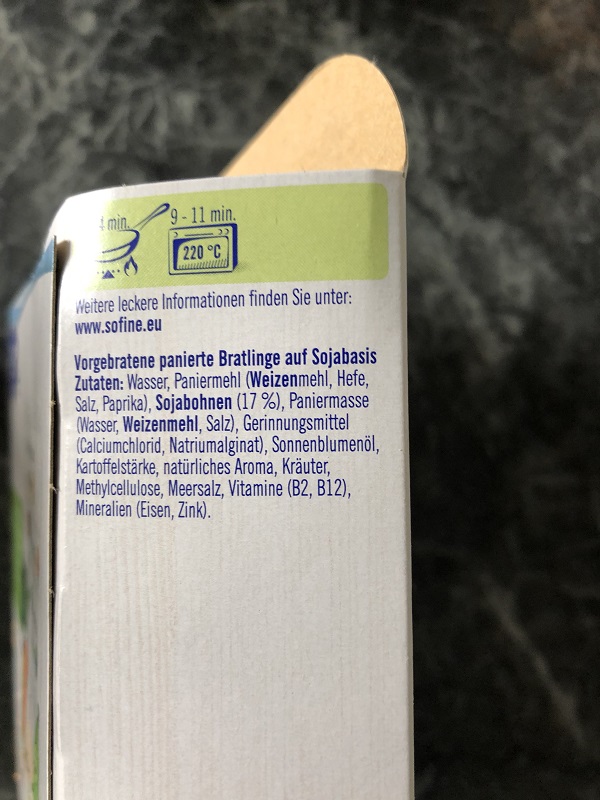 4 min.
9 - 11 min.
220 °C
Weitere leckere Informationen finden Sie unter:
www.sofine.eu
Vorgebratene panierte Bratlinge auf Sojabasis
Zutaten: Wasser, Paniermehl (Weizenmehl, Hefe,
Salz, Paprika), Sojabohnen (17 %), Paniermasse
(Wasser, Weizenmehl, Salz), Gerinnungsmittel
(Calciumchlorid, Natriumalginat), Sonnenblumenöl,
Kartoffelstärke, natürliches Aroma, Kräuter,
Methylcellulose, Meersalz, Vitamine (B2, B12),
Mineralien (Eisen, Zink).